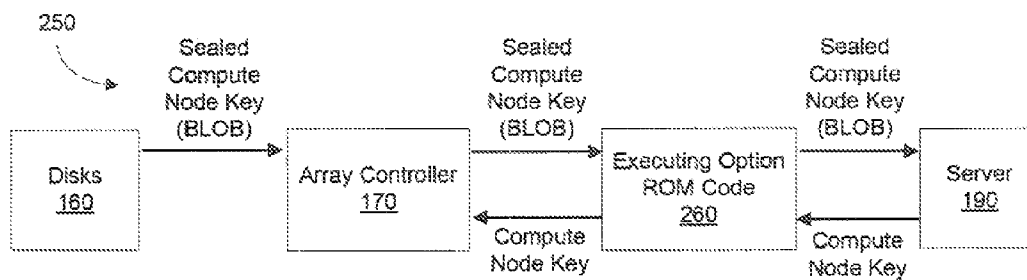 250
Sealed
Compute
Node Key
(BLOB)
Sealed
Compute
Node Key
(BLOB)
Sealed
Compute
Node Key
(BLOB)
Disks
160
Array Controller
170
Executing Option
ROM Code
260
Server
190
Compute
Node Key
Compute
Node Key